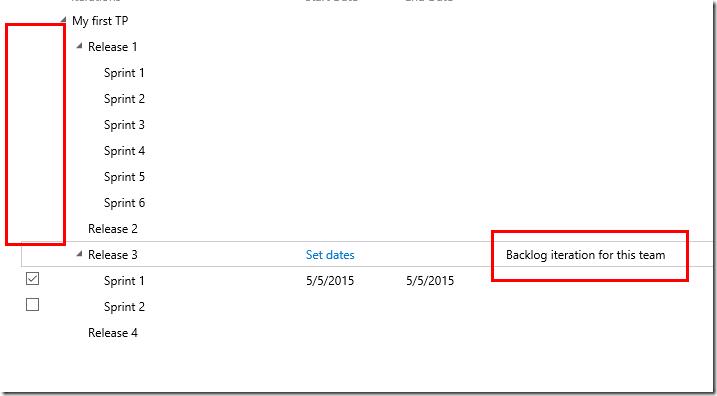 Iterations Start Date End Date
My first TP
Release 1
Sprint 1
Sprint 2
Sprint 3
Sprint 4
Sprint 5
Sprint 6
Release 2
Release 3 Set dates Backlog iteration for this team
Sprint 1 5/5/2015 5/5/2015
Sprint 2
Release 4